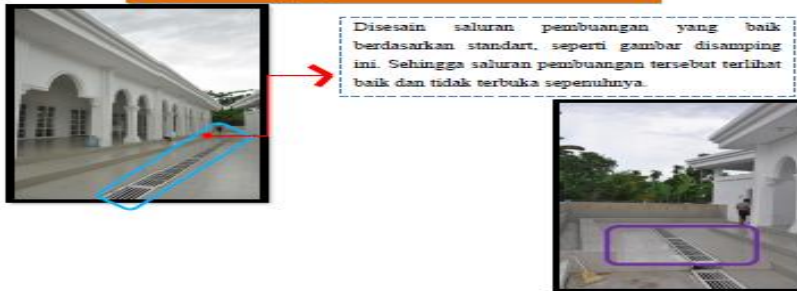 Disesain saluran pembuangan yang baik
berdasarkan standart, seperti gambar disamping
ini. Sehingga saluran pembuangan tersebut terlihat
baik dan tidak terbuka sepenuhnya.